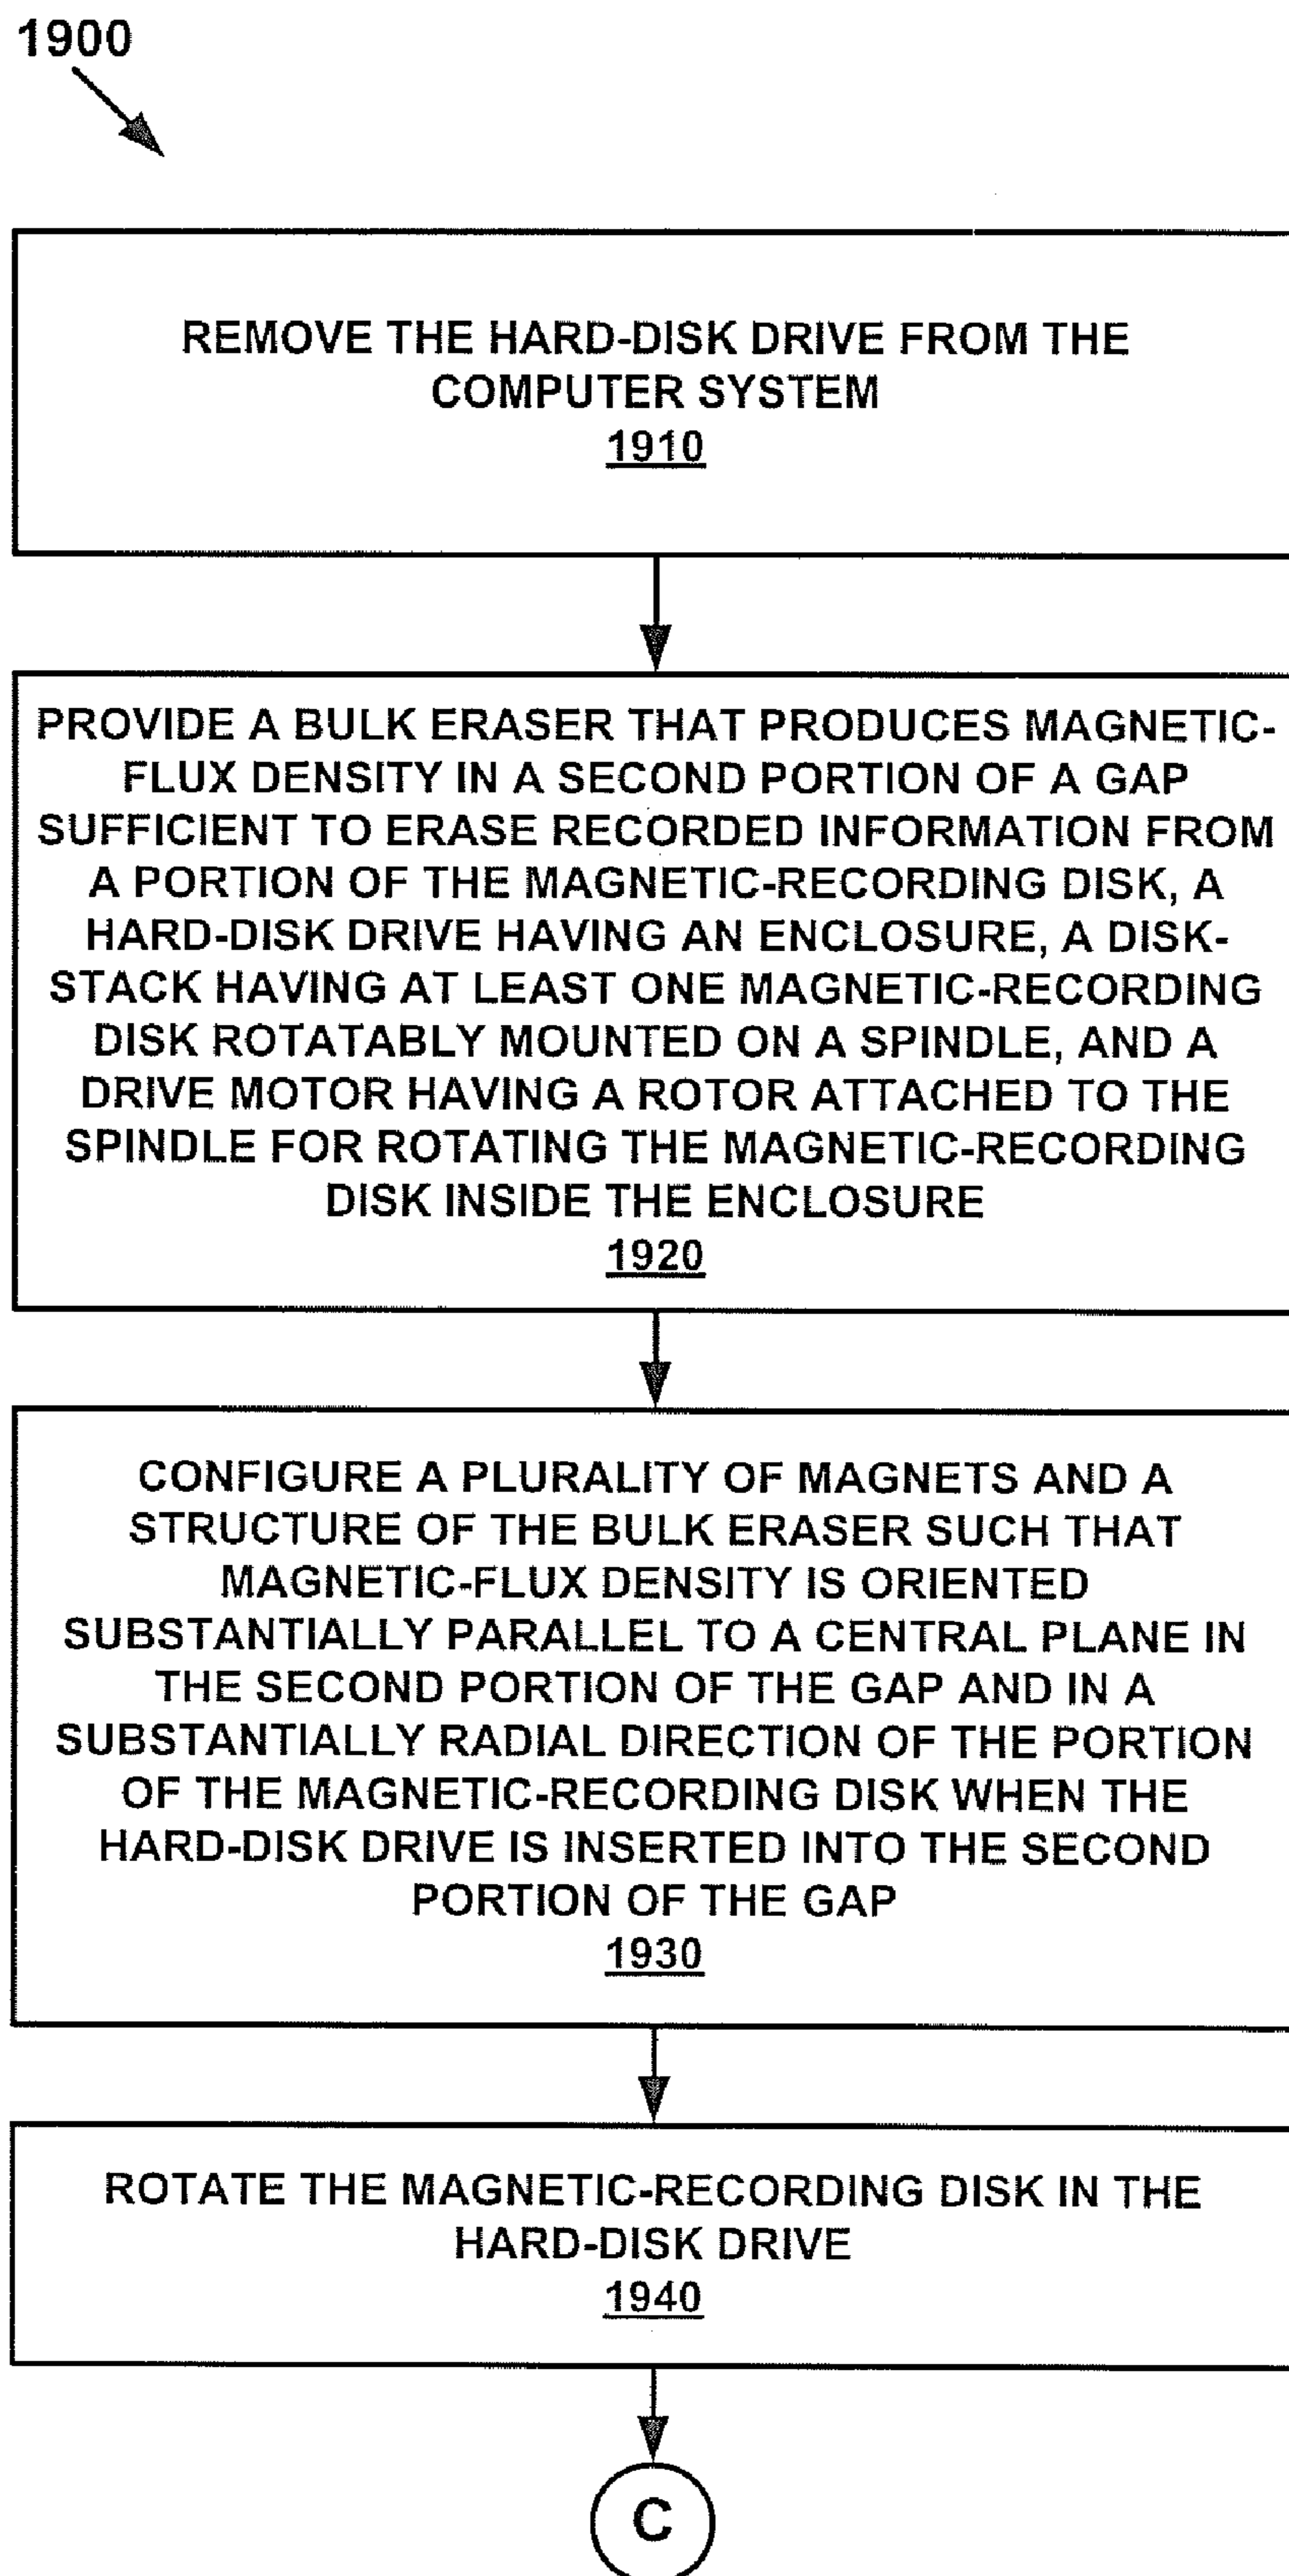 1900
REMOVE THE HARD-DISK DRIVE FROM THE
COMPUTER SYSTEM
1910
PROVIDE A BULK ERASER THAT PRODUCES MAGNETIC-
FLUX DENSITY IN A SECOND PORTION OF A GAP
SUFFICIENT TO ERASE RECORDED INFORMATION FROM
A PORTION OF THE MAGNETIC-RECORDING DISK, A
HARD-DISK DRIVE HAVING AN ENCLOSURE, A DISK-
STACK HAVING AT LEAST ONE MAGNETIC-RECORDING
DISK ROTATABLY MOUNTED ON A SPINDLE, AND A
DRIVE MOTOR HAVING A ROTOR ATTACHED TO THE
SPINDLE FOR ROTATING THE MAGNETIC-RECORDING
DISK INSIDE THE ENCLOSURE
1920
CONFIGURE A PLURALITY OF MAGNETS AND A
STRUCTURE OF THE BULK ERASER SUCH THAT
MAGNETIC-FLUX DENSITY IS ORIENTED
SUBSTANTIALLY PARALLEL TO A CENTRAL PLANE IN
THE SECOND PORTION OF THE GAP AND IN A
SUBSTANTIALLY RADIAL DIRECTION OF THE PORTION
OF THE MAGNETIC-RECORDING DISK WHEN THE
HARD-DISK DRIVE IS INSERTED INTO THE SECOND
PORTION OF THE GAP
1930
ROTATE THE MAGNETIC-RECORDING DISK IN THE
HARD-DISK DRIVE
1940
C